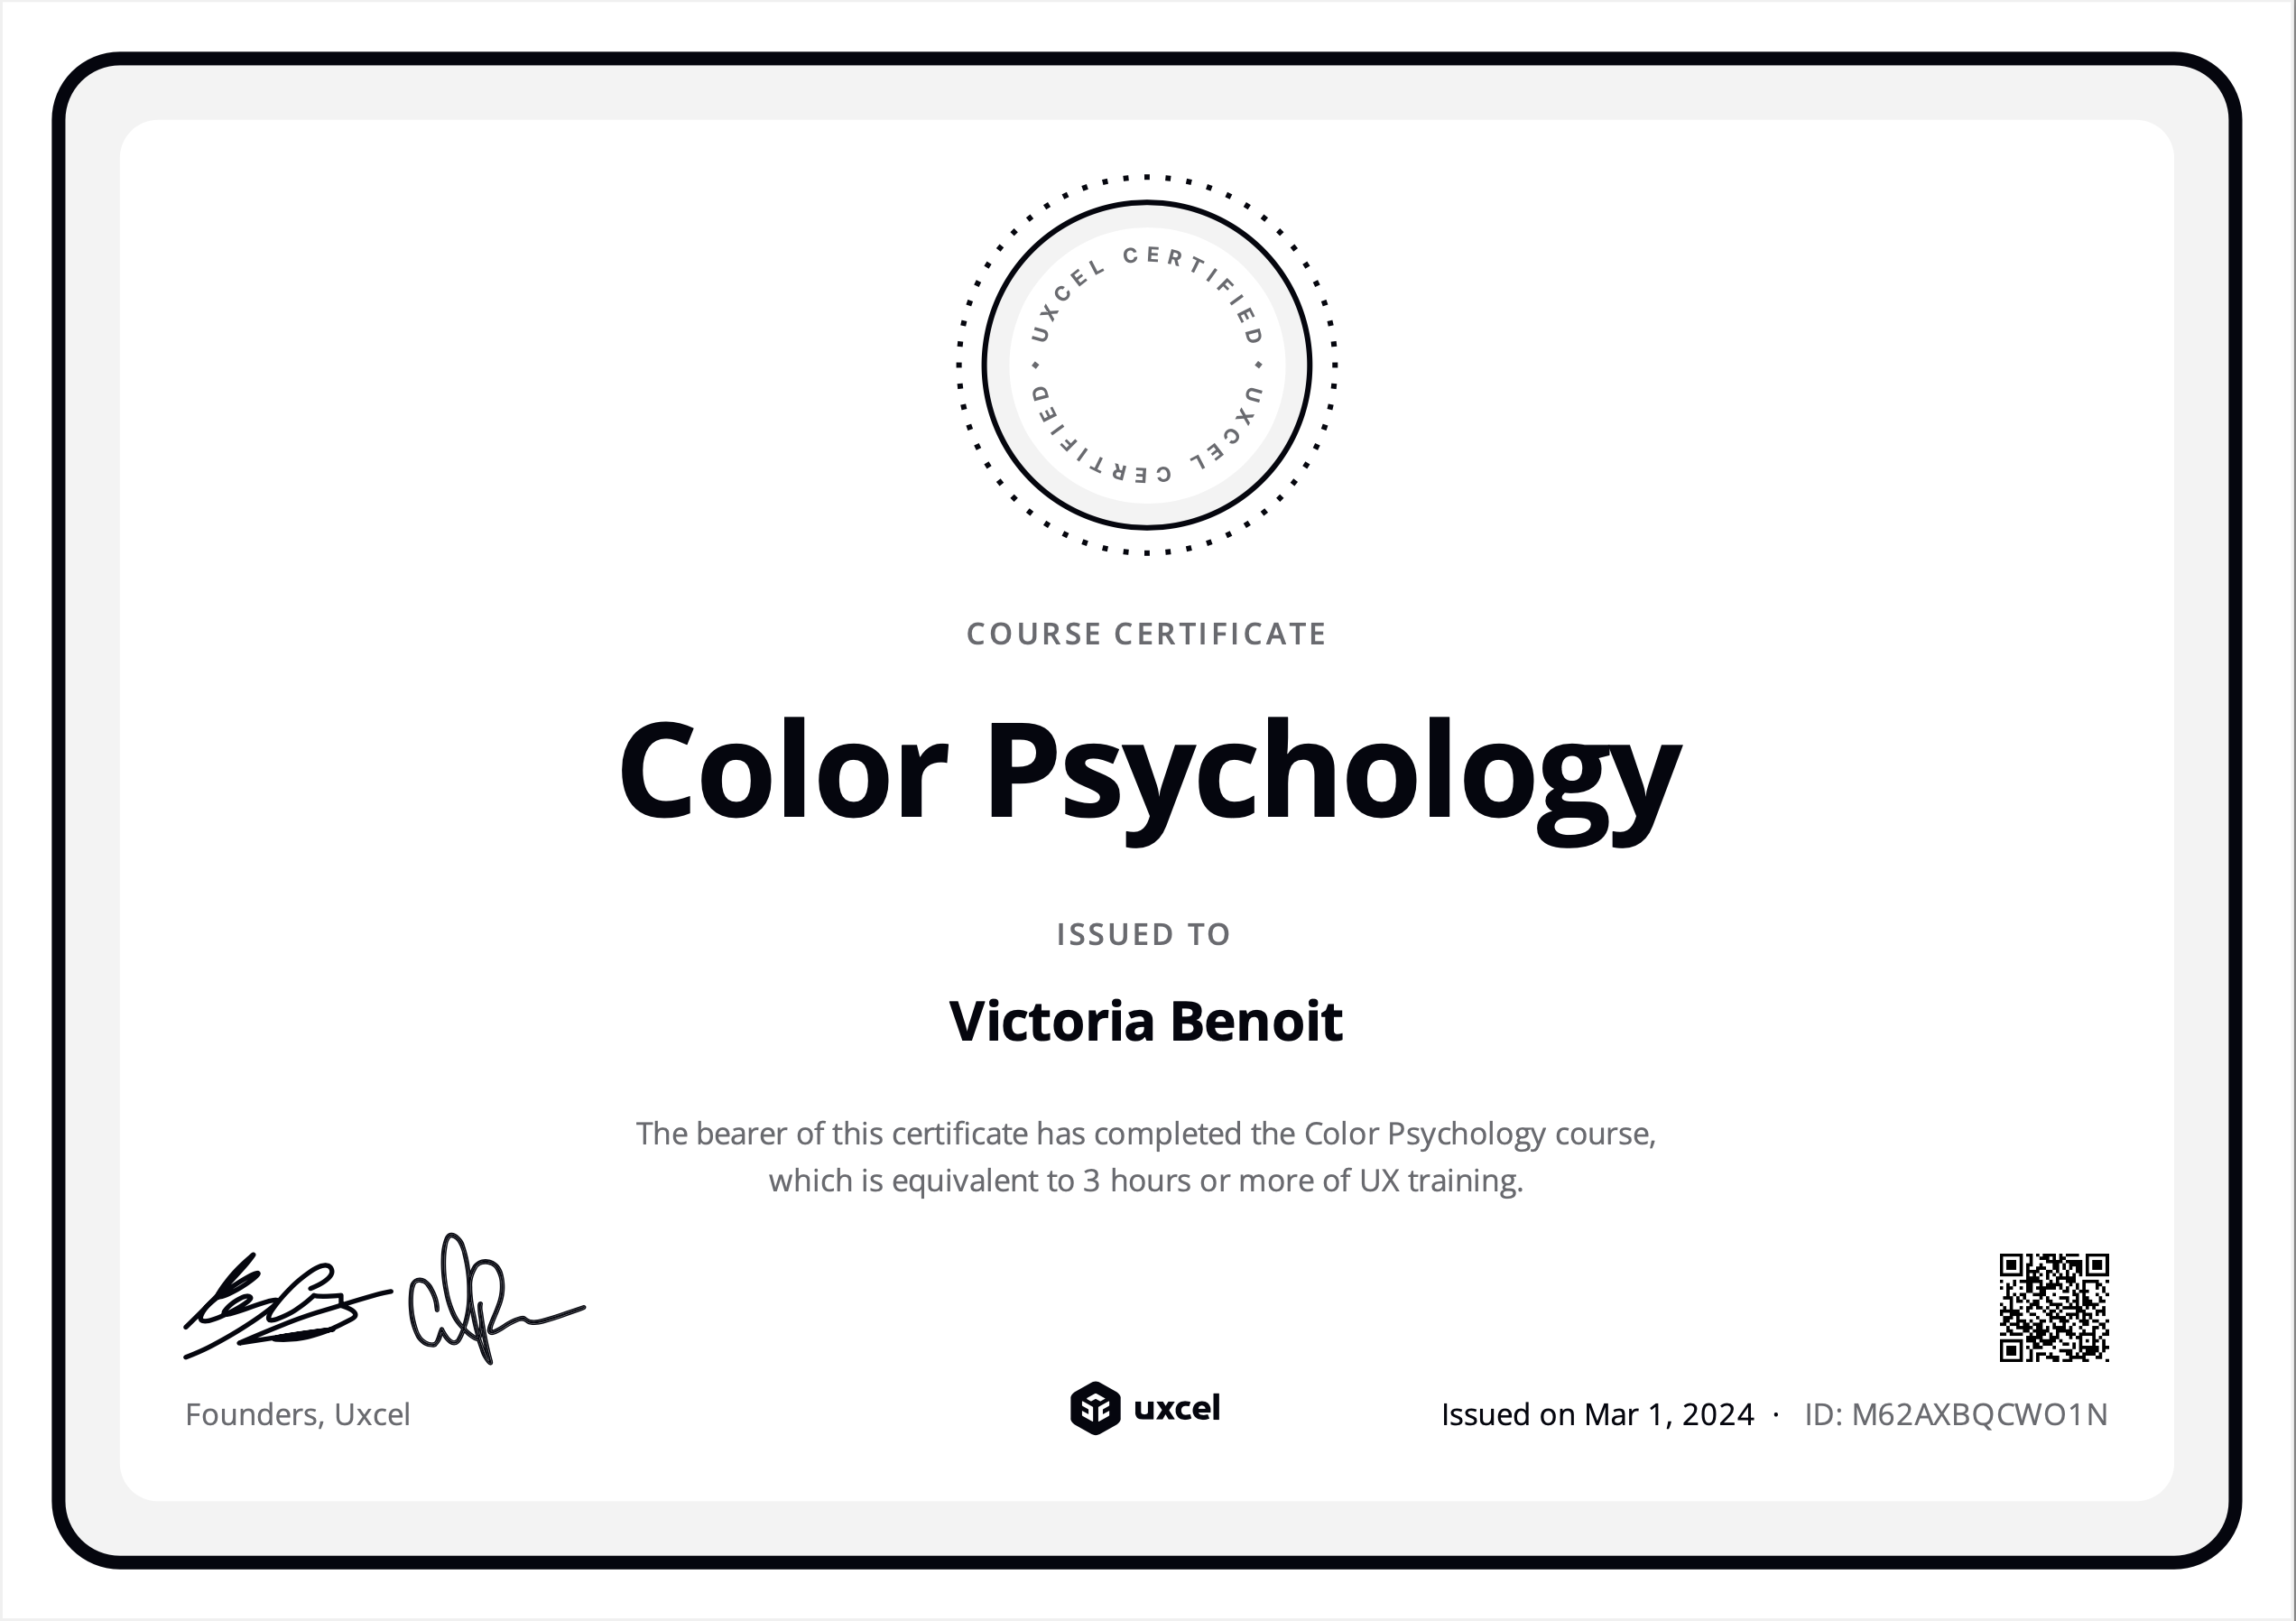 UXCEL CERTIFIED • UXCEL CERTIFIED •
COURSE CERTIFICATE
Color Psychology
ISSUED TO
Victoria Benoit
The bearer of this certificate has completed the Color Psychology course,
which is equivalent to 3 hours or more of UX training.
Founders, Uxcel
uxcel
Issued on Mar 1, 2024 · ID: M62AXBQCWO1N